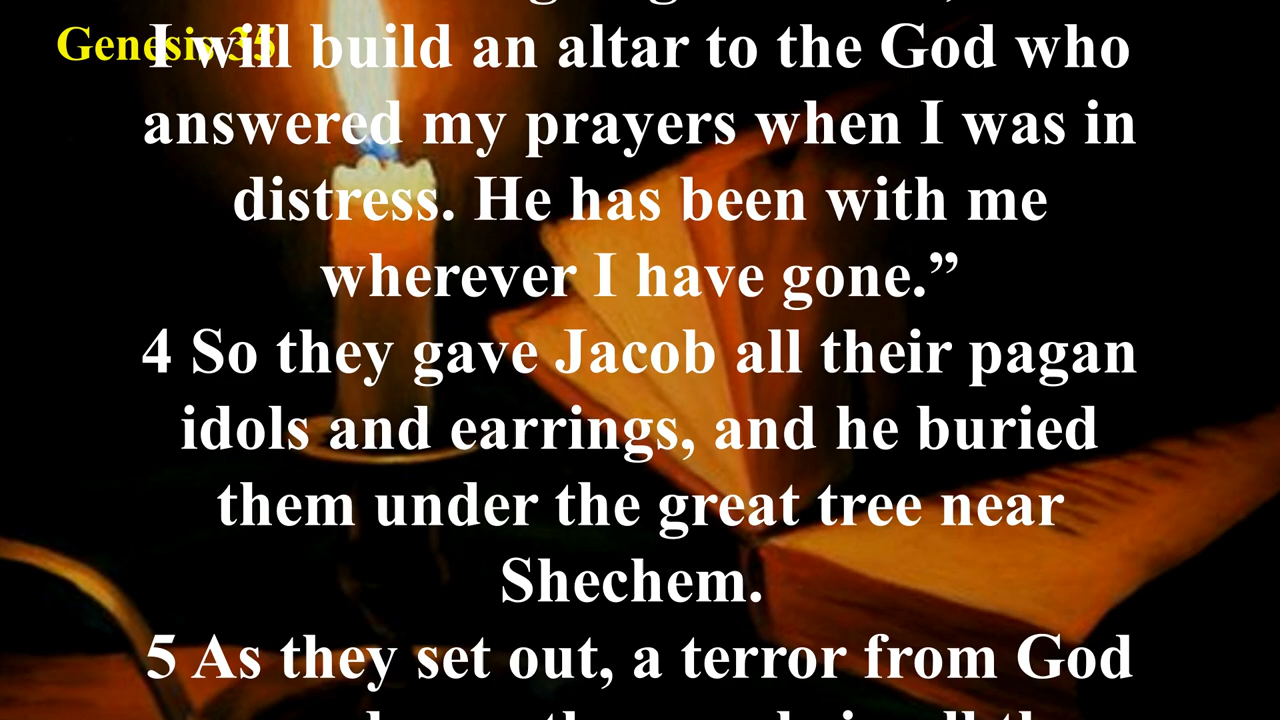 Genesis 35
I will build an altar to the God who
answered my prayers when I was in
distress. He has been with me
wherever I have gone.”
4 So they gave Jacob all their pagan
idols and earrings, and he buried
them under the great tree near
Shechem.
5 As they set out, a terror from God